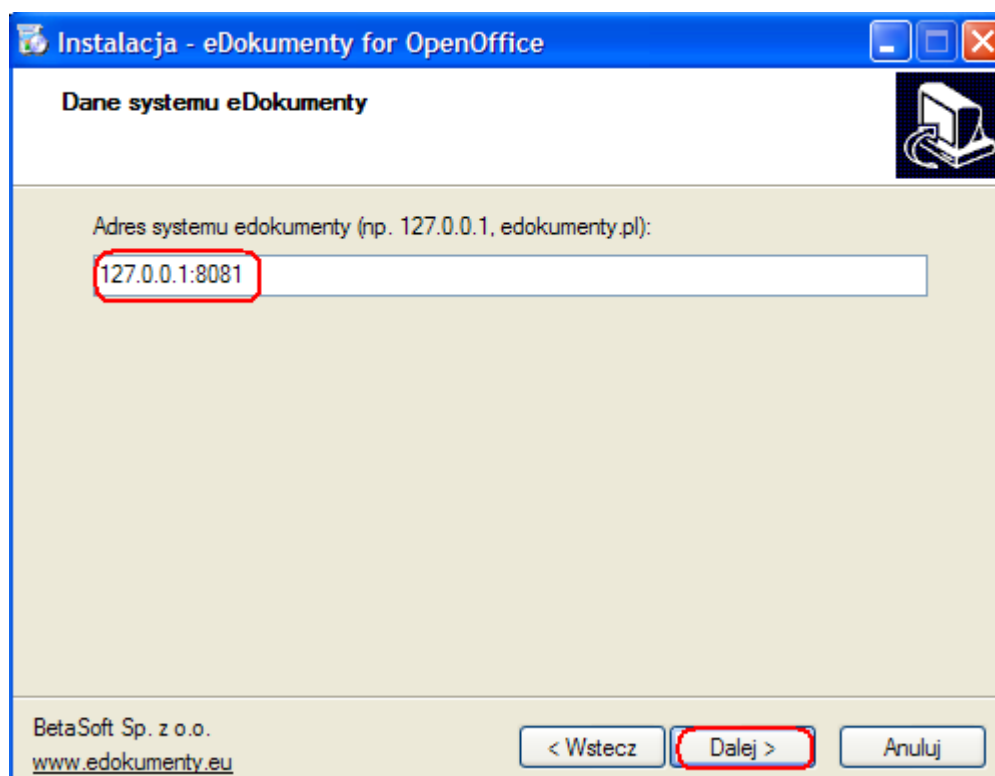 Instalacja - eDokumenty for OpenOffice
Dane systemu eDokumenty
Adres systemu edokumenty (np. 127.0.0.1, edokumenty.pl):
127.0.0.1:8081
BetaSoft Sp. z o.o.
www.edokumenty.eu
< Wstecz
Dalej >
Anuluj